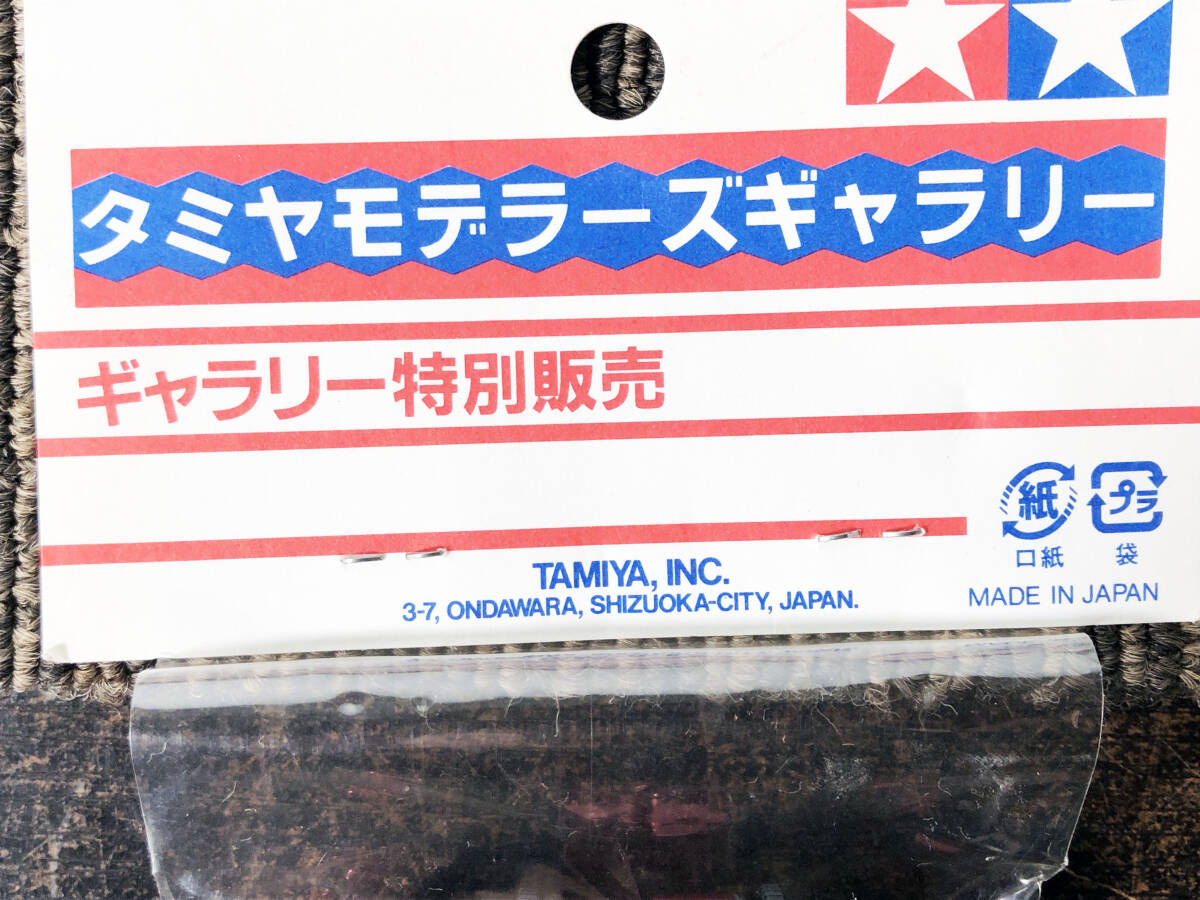 タミヤモデラーズギャラリー
ギャラリー特別販売
紙 プラ
口紙 袋
TAMIYA, INC.
3-7, ONDAWARA, SHIZUOKA-CITY, JAPAN.
MADE IN JAPAN